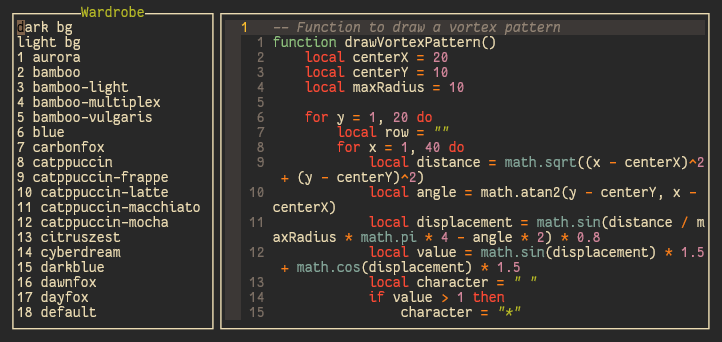 Wardrobe
dark bg
light bg
1 aurora
2 bamboo
3 bamboo-light
4 bamboo-multiplex
5 bamboo-vulgaris
6 blue
7 carbonfox
8 catppuccin
9 catppuccin-frappe
10 catppuccin-latte
11 catppuccin-macchiato
12 catppuccin-mocha
13 citruszest
14 cyberdream
15 darkblue
16 dawnfox
17 dayfox
18 default
1 -- Function to draw a vortex pattern
1 function drawVortexPattern()
2 local centerX = 20
3 local centerY = 10
4 local maxRadius = 10
5
6 for y = 1, 20 do
7 local row = ""
8 for x = 1, 40 do
9 local distance = math.sqrt((x - centerX)^2
+ (y - centerY)^2)
10 local angle = math.atan2(y - centerY, x -
centerX)
11 local displacement = math.sin(distance / m
axRadius * math.pi * 4 - angle * 2) * 0.8
12 local value = math.sin(displacement) * 1.5
+ math.cos(displacement) * 1.5
13 local character = " "
14 if value > 1 then
15 character = "*"